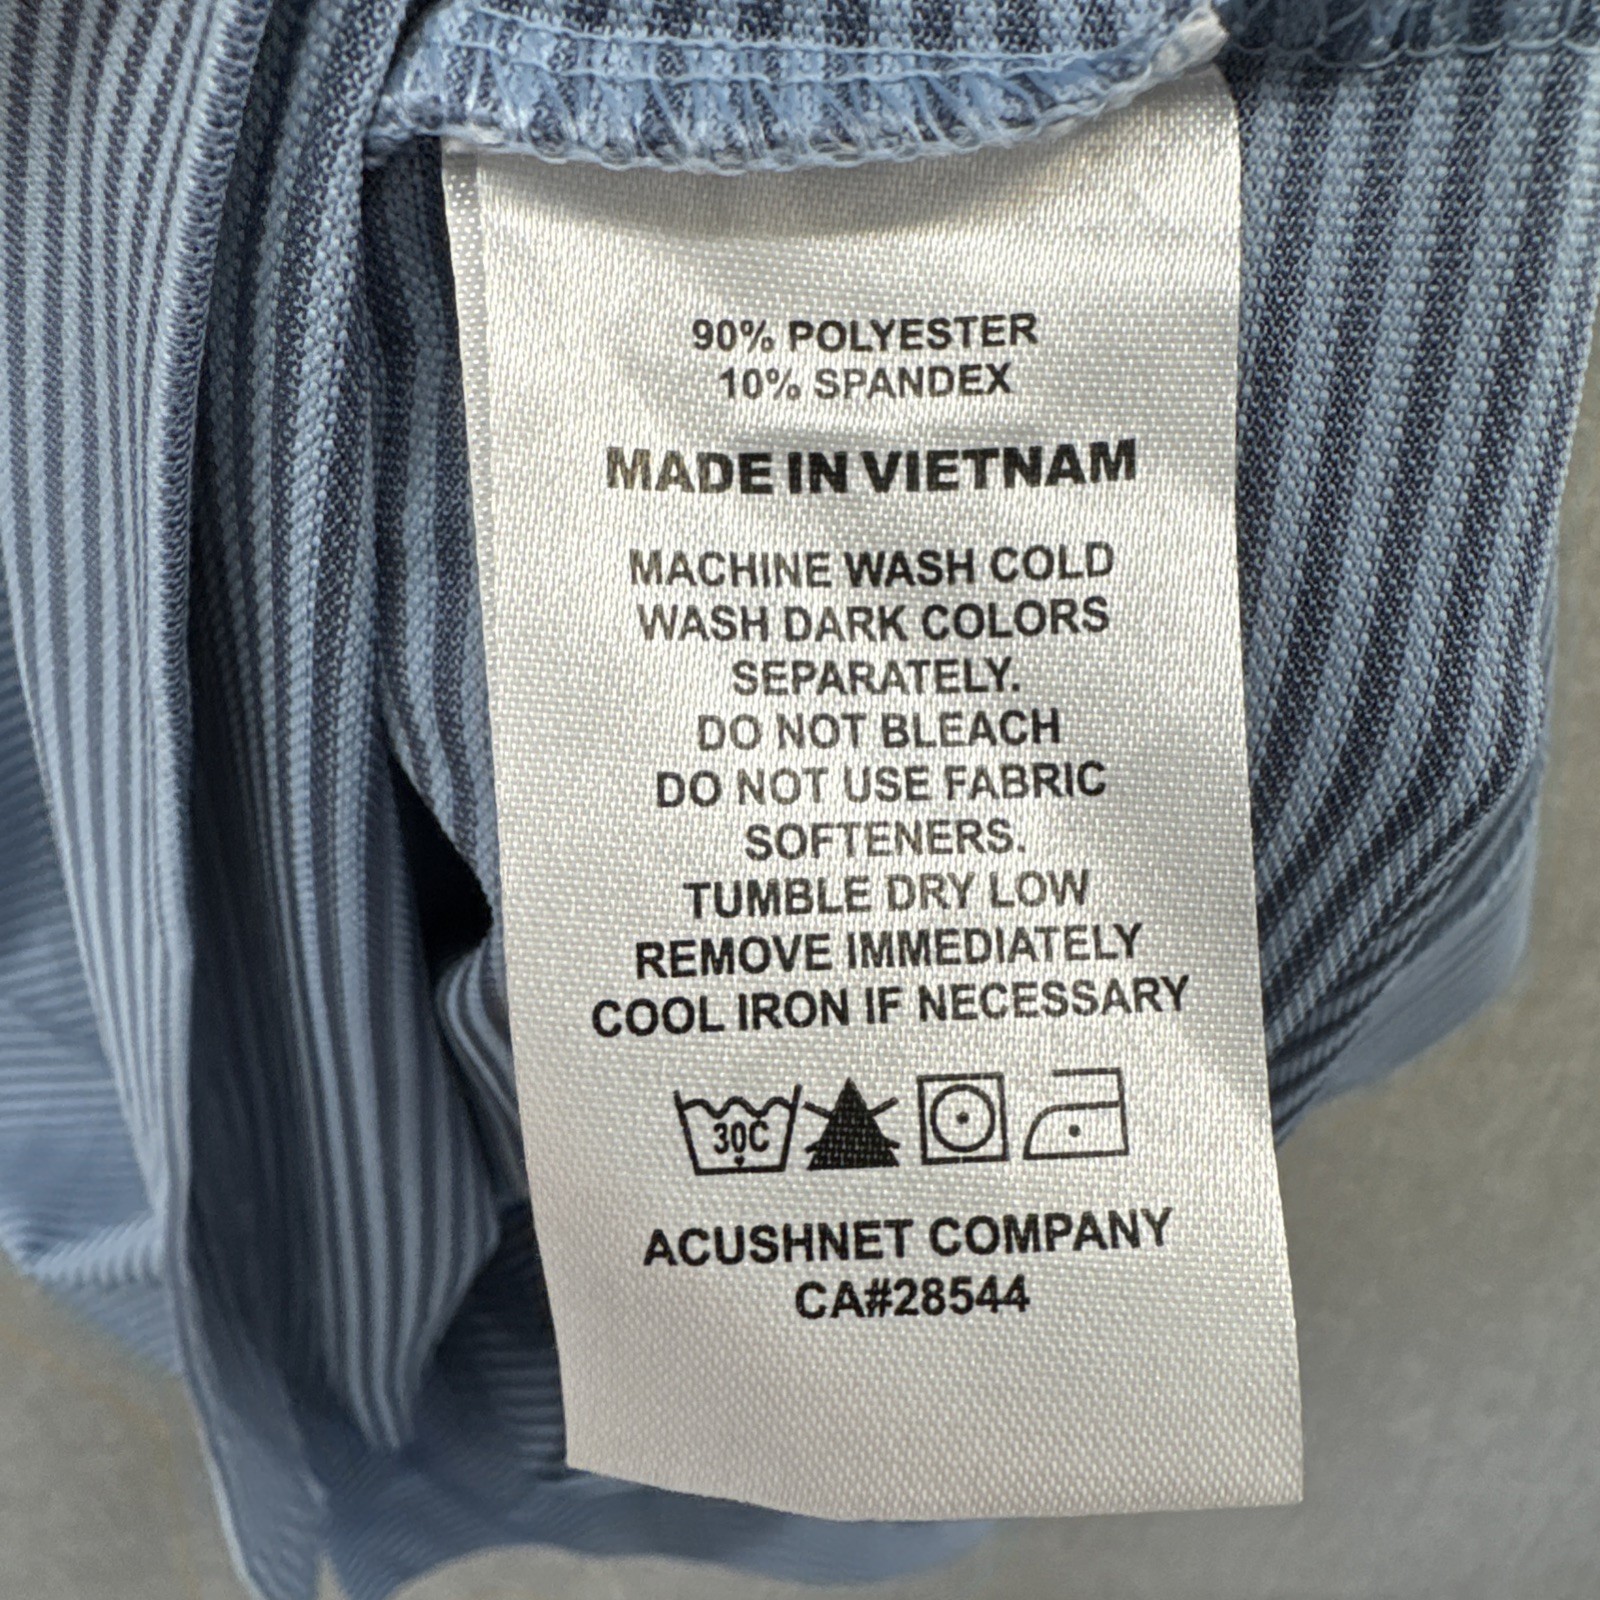 90% POLYESTER
10% SPANDEX
MADE IN VIETNAM
MACHINE WASH COLD
WASH DARK COLORS
SEPARATELY.
DO NOT BLEACH
DO NOT USE FABRIC
SOFTENERS.
TUMBLE DRY LOW
REMOVE IMMEDIATELY
COOL IRON IF NECESSARY
30C
ACUSHNET COMPANY
CA#28544